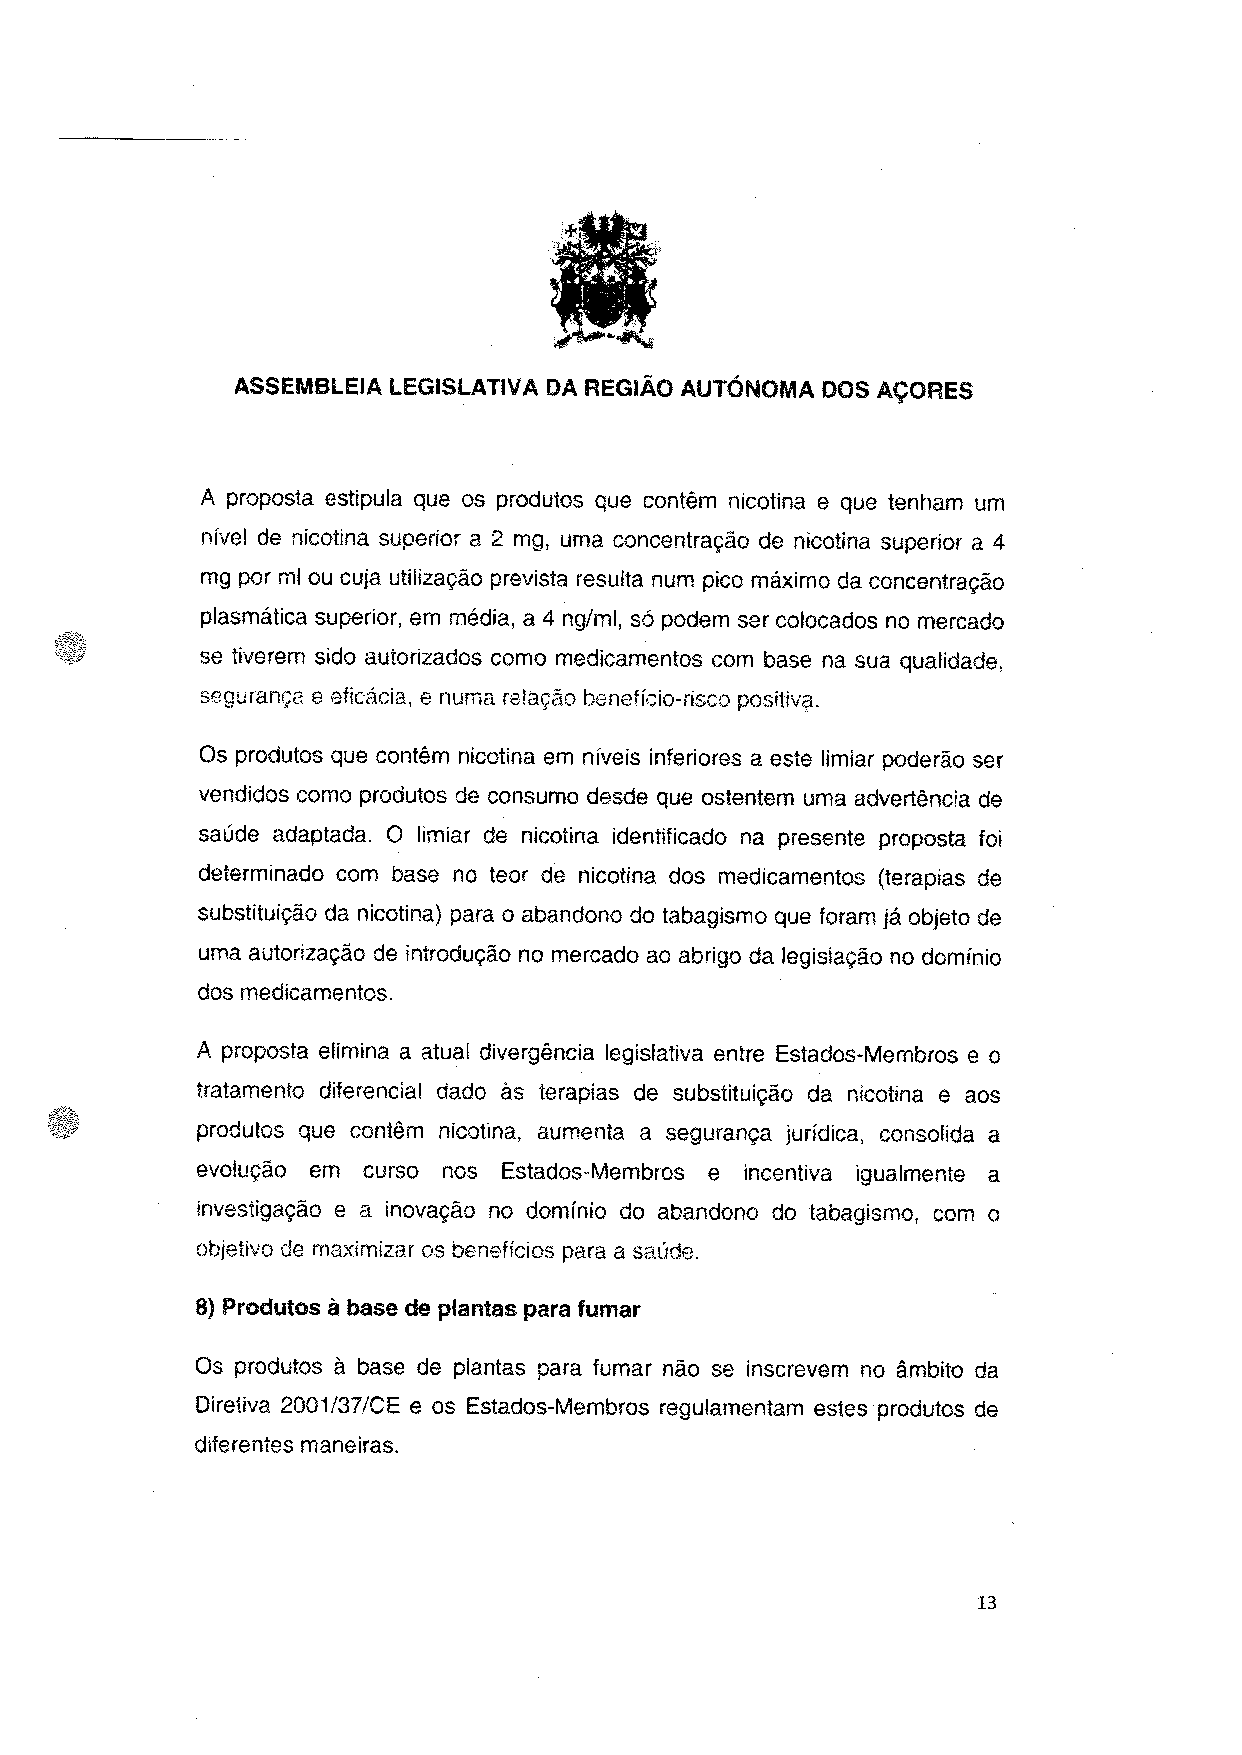 ASSEMBLEIA LEGISLATIVA DA REGIÃO AUTÓNOMA DOS AÇORES
A proposta estipula que os produtos que contêm nicotina e que tenham um
nível de nicotina superior a 2 mg, uma concentração de nicotina superior a 4
mg por ml ou cuja utilização prevista resulta num pico máximo da concentração
plasmática superior, em média, a 4 ng/ml, só podem ser colocados no mercado
se tiverem sido autorizados como medicamentos com base na sua qualidade,
segurança e eficácia, e numa relação benefício-risco positiva.
Os produtos que contêm nicotina em níveis inferiores a este limiar poderão ser
vendidos como produtos de consumo desde que ostentem uma advertência de
saúde adaptada. O limiar de nicotina identificado na presente proposta foi
determinado com base no teor de nicotina dos medicamentos (terapias de
substituição da nicotina) para o abandono do tabagismo que foram já objeto de
uma autorização de introdução no mercado ao abrigo da legislação no domínio
dos medicamentos.
A proposta elimina a atual divergência legislativa entre Estados-Membros e o
tratamento diferencial dado às terapias de substituição da nicotina e aos
produtos que contêm nicotina, aumenta a segurança jurídica, consolida a
evolução em curso nos Estados-Membros e incentiva igualmente a
investigação e a inovação no domínio do abandono do tabagismo, com o
objetivo de maximizar os benefícios para a saúde.
8) Produtos à base de plantas para fumar
Os produtos à base de plantas para fumar não se inscrevem no âmbito da
Diretiva 2001/37/CE e os Estados-Membros regulamentam estes produtos de
diferentes maneiras.
13